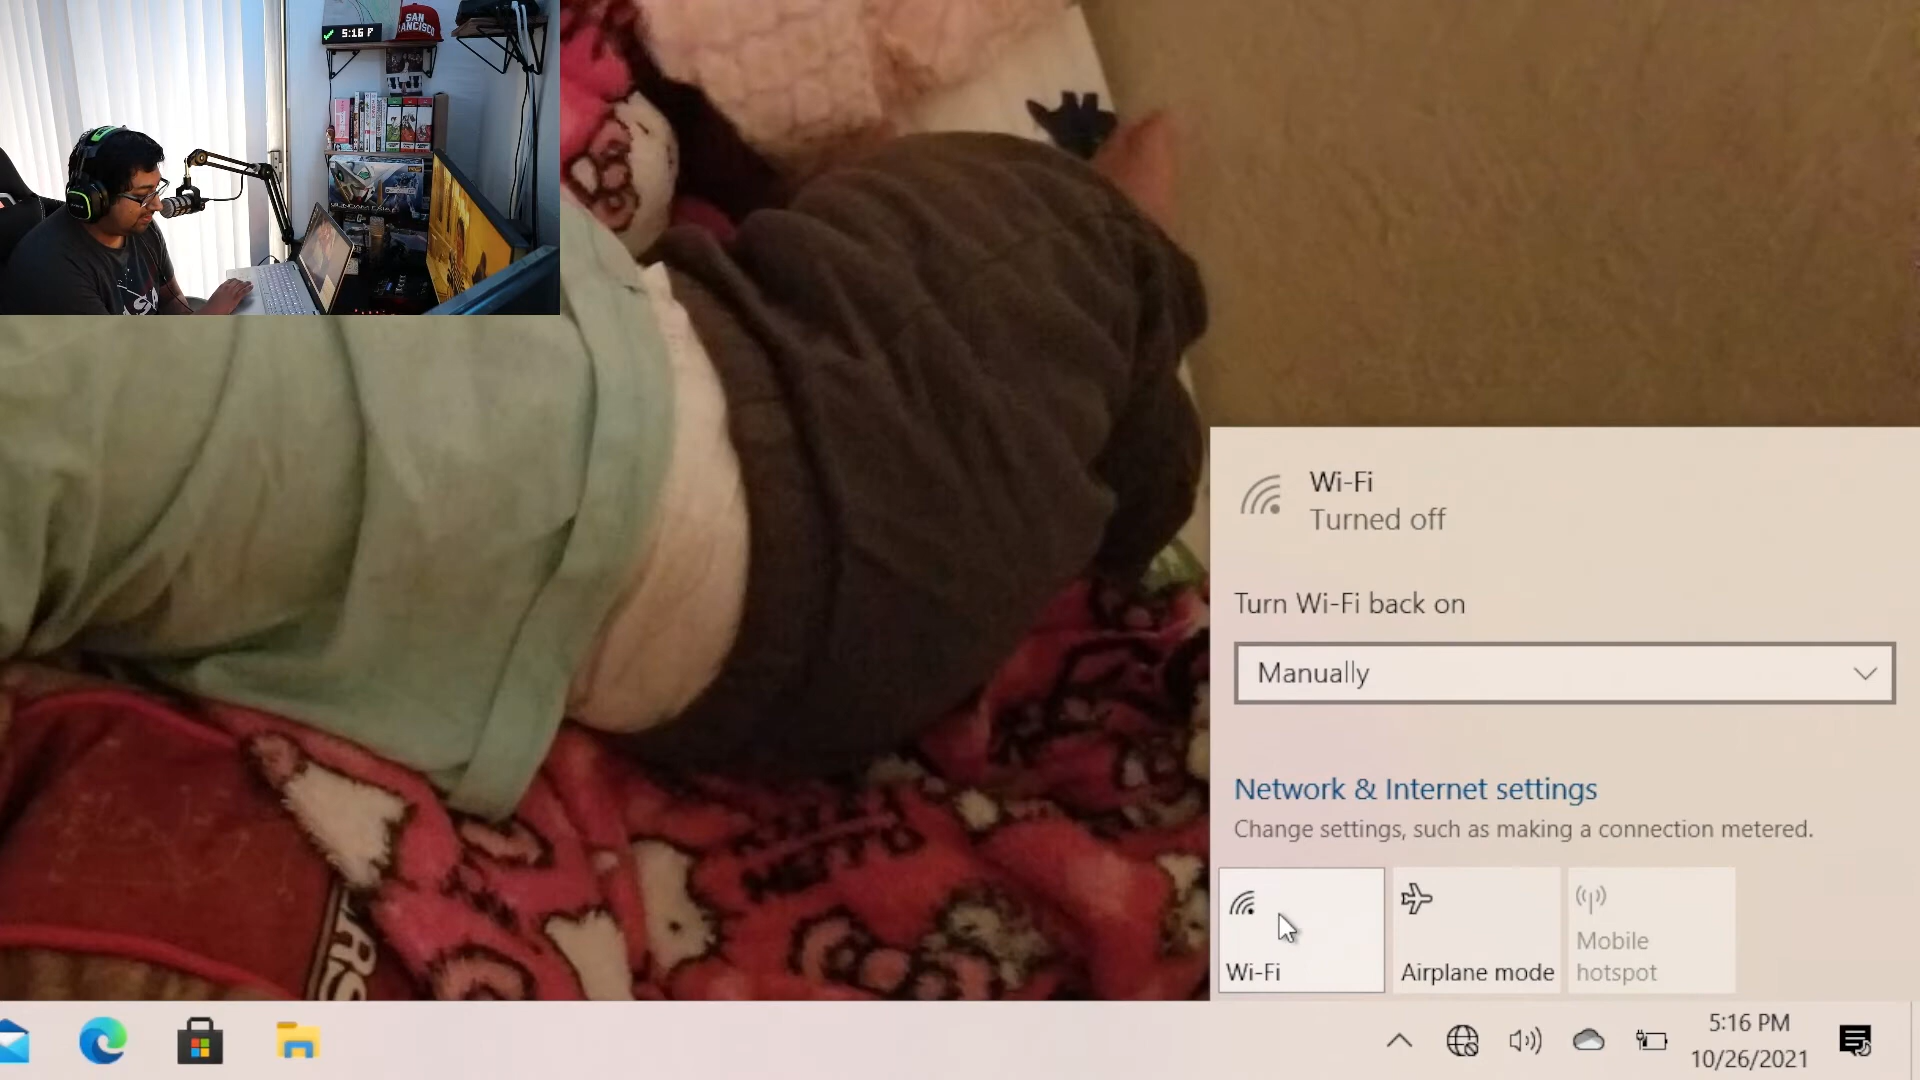 5:16 P
SAN
FRANCISCO
Wi-Fi
Turned off
Turn Wi-Fi back on
Manually
Network & Internet settings
Change settings, such as making a connection metered.
Wi-Fi
Airplane mode
Mobile
hotspot
5:16 PM
10/26/2021